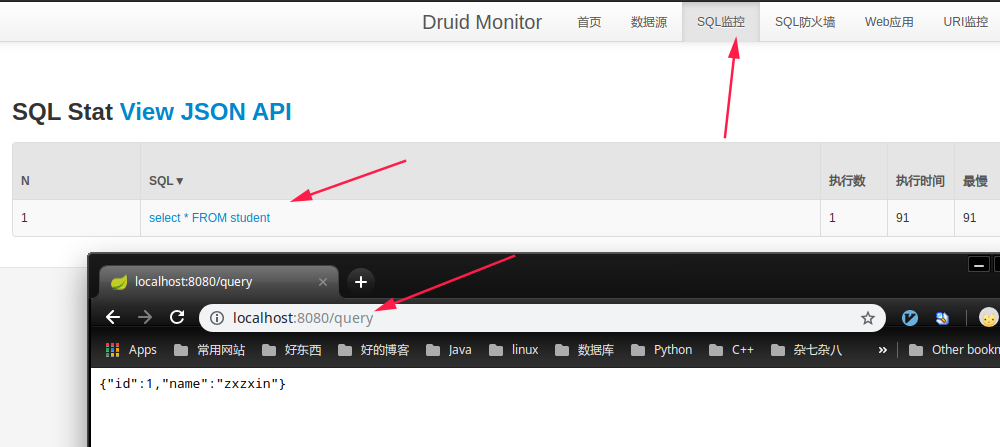 Druid Monitor 首页 数据源 SQL监控 SQL防火墙 Web应用 URI监控
SQL Stat View JSON API
N SQL▼ 执行数 执行时间 最慢
1 select * FROM student 1 91 91
localhost:8080/query
localhost:8080/query
Apps 常用网站 好东西 好的博客 Java linux 数据库 Python C++ 杂七杂八 » Other bookm
{"id":1,"name":"zxzxin"}